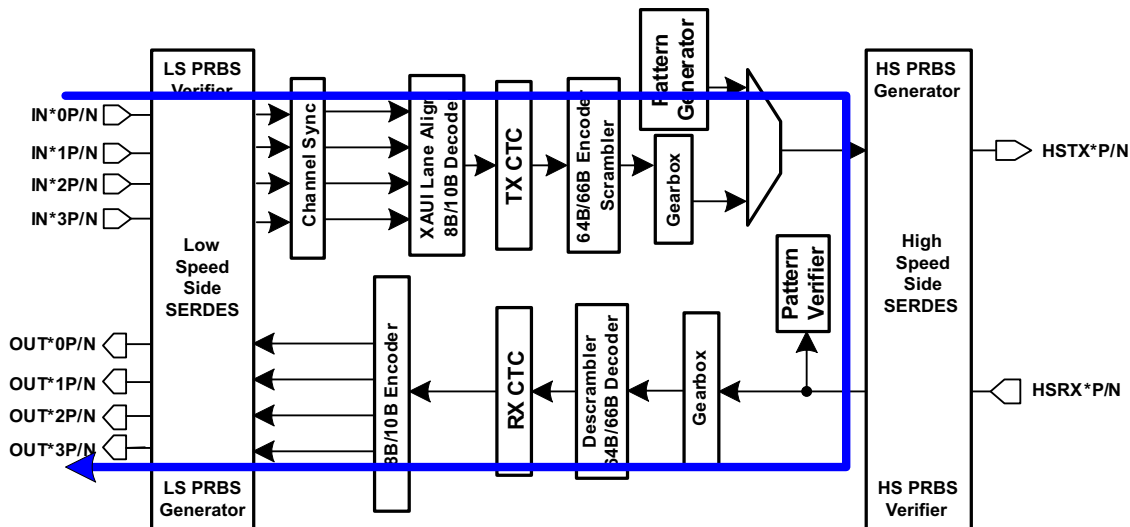 LS PRBS
Verifier
IN*0P/N
IN*1P/N
IN*2P/N
IN*3P/N
Low
Speed
Side
SERDES
OUT*0P/N
OUT*1P/N
OUT*2P/N
OUT*3P/N
LS PRBS
Generator
Channel Sync
XAUI Lane Align
8B/10B Decode
TX CTC
64B/66B Encoder
Scrambler
Pattern
Generator
Gearbox
8B/10B Encoder
RX CTC
Descrambler
64B/66B Decoder
Gearbox
Pattern
Verifier
HS PRBS
Generator
High
Speed
Side
SERDES
HS PRBS
Verifier
HSTX*P/N
HSRX*P/N